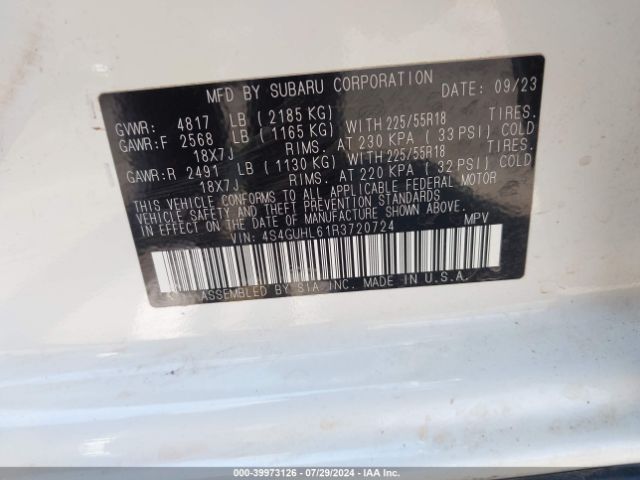 MFD BY SUBARU CORPORATION DATE: 09/23
GVWR: 4817 LB (2185 KG)
GAWR:F 2568 LB (1165 KG) WITH 225/55R18 TIRES.
18X7J RIMS. AT 230 KPA (33 PSI) COLD
GAWR:R 2491 LB (1130 KG) WITH 225/55R18 TIRES.
18X7J RIMS. AT 220 KPA (32 PSI) COLD
THIS VEHICLE CONFORMS TO ALL APPLICABLE FEDERAL MOTOR
VEHICLE SAFETY AND THEFT PREVENTION STANDARDS
IN EFFECT ON THE DATE OF MANUFACTURE SHOWN ABOVE.
VIN: 4S4GUHL61R3720724 MPV
ASSEMBLED BY SIA INC. MADE IN U.S.A.
000-39973126 - 07/29/2024 - IAA Inc.